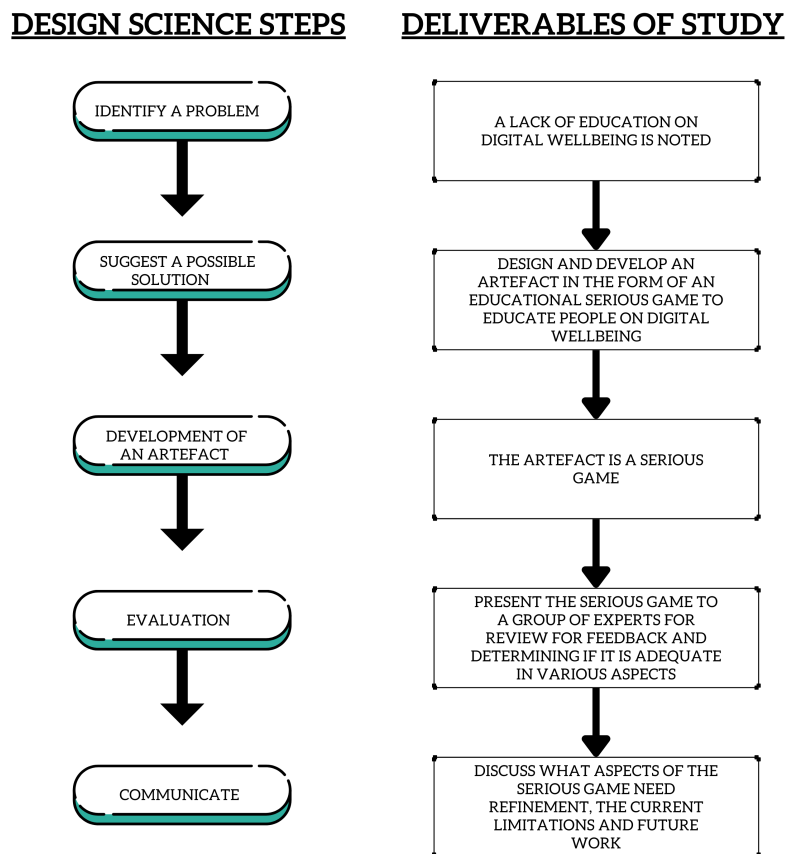 DESIGN SCIENCE STEPS
IDENTIFY A PROBLEM
SUGGEST A POSSIBLE
SOLUTION
DEVELOPMENT OF
AN ARTEFACT
EVALUATION
COMMUNICATE
DELIVERABLES OF STUDY
A LACK OF EDUCATION ON
DIGITAL WELLBEING IS NOTED
DESIGN AND DEVELOP AN
ARTEFACT IN THE FORM OF AN
EDUCATIONAL SERIOUS GAME TO
EDUCATE PEOPLE ON DIGITAL
WELLBEING
THE ARTEFACT IS A SERIOUS
GAME
PRESENT THE SERIOUS GAME TO
A GROUP OF EXPERTS FOR
REVIEW FOR FEEDBACK AND
DETERMINING IF IT IS ADEQUATE
IN VARIOUS ASPECTS
DISCUSS WHAT ASPECTS OF THE
SERIOUS GAME NEED
REFINEMENT, THE CURRENT
LIMITATIONS AND FUTURE
WORK